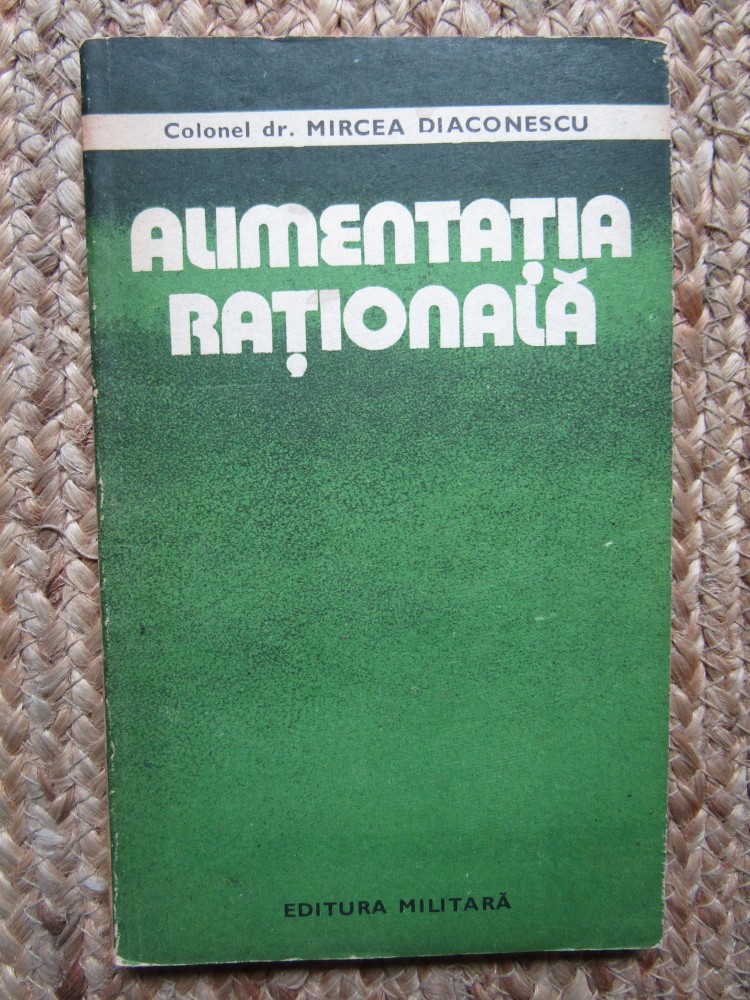 Colonel dr. MIRCEA DIACONESCU
ALIMENTAȚIA
RAȚIONALĂ
EDITURA MILITARĂ